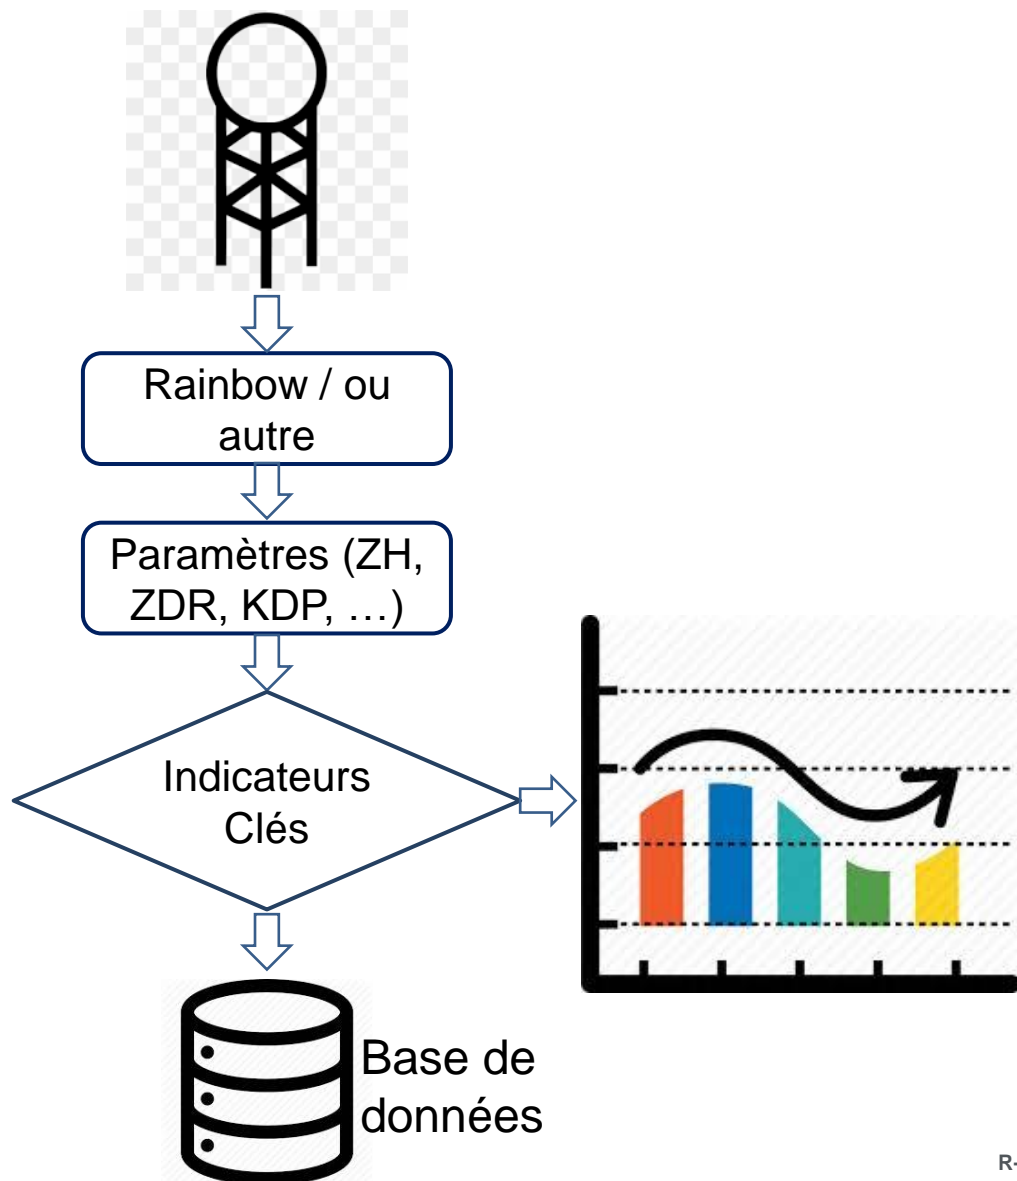 Rainbow / ou
autre
Paramètres (ZH,
ZDR, KDP, …)
Indicateurs
Clés
Base de
données
R-